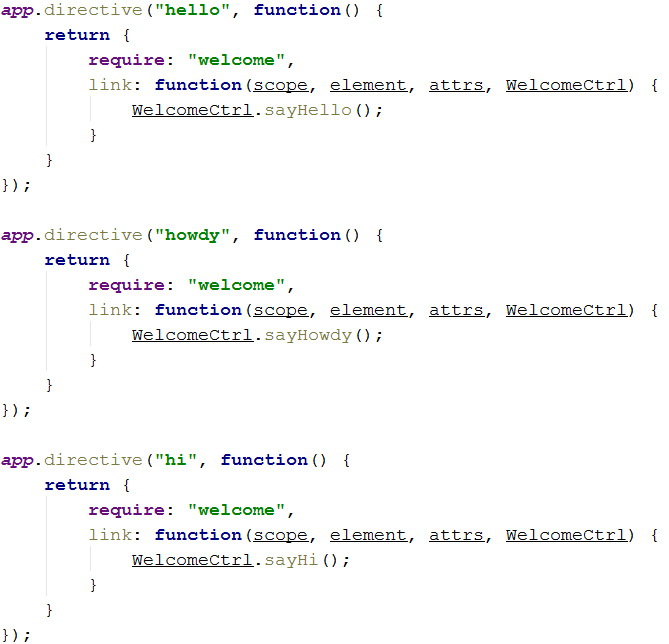 app.directive("hello", function() {
    return {
        require: "welcome",
        link: function(scope, element, attrs, WelcomeCtrl) {
            WelcomeCtrl.sayHello();
        }
    }
});

app.directive("howdy", function() {
    return {
        require: "welcome",
        link: function(scope, element, attrs, WelcomeCtrl) {
            WelcomeCtrl.sayHowdy();
        }
    }
});

app.directive("hi", function() {
    return {
        require: "welcome",
        link: function(scope, element, attrs, WelcomeCtrl) {
            WelcomeCtrl.sayHi();
        }
    }
});